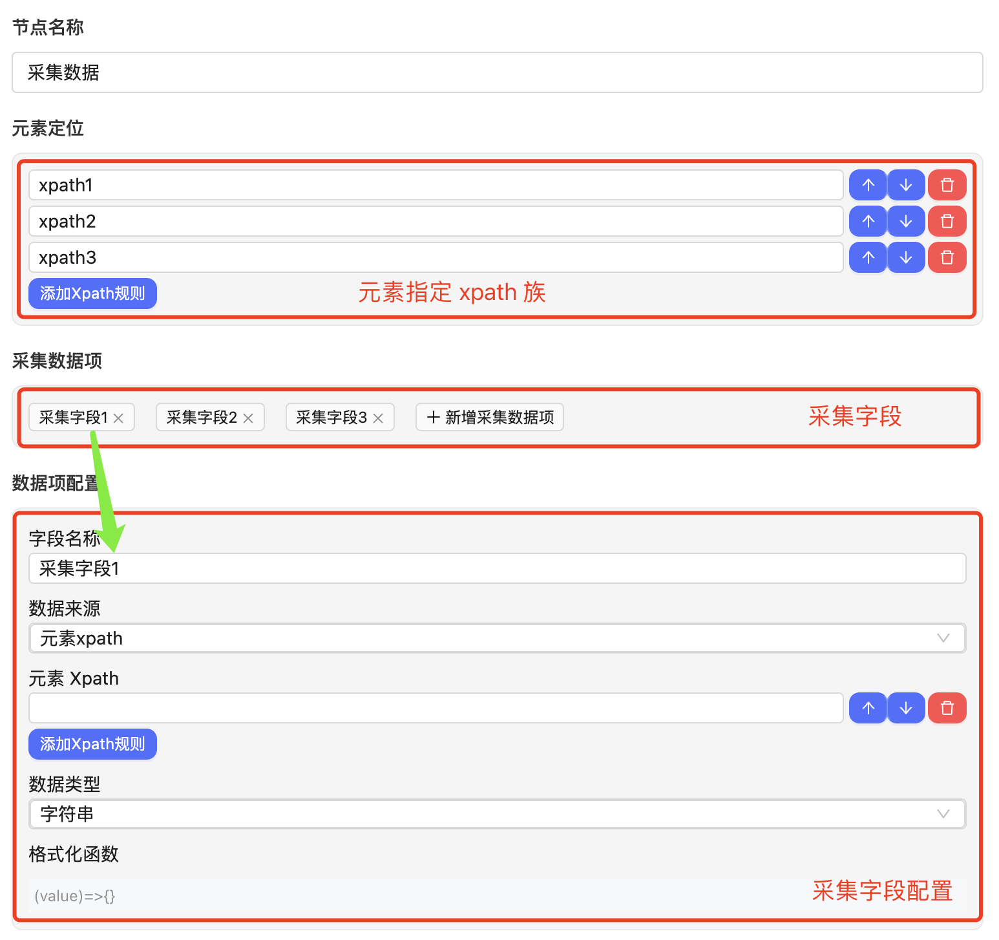 节点名称
采集数据
元素定位
xpath1
xpath2
xpath3
添加Xpath规则
元素指定 xpath 族
采集数据项
采集字段1
采集字段2
采集字段3
新增采集数据项
采集字段
数据项配置
字段名称
采集字段1
数据来源
元素xpath
元素 Xpath
添加Xpath规则
数据类型
字符串
格式化函数
(value)=>{}
采集字段配置